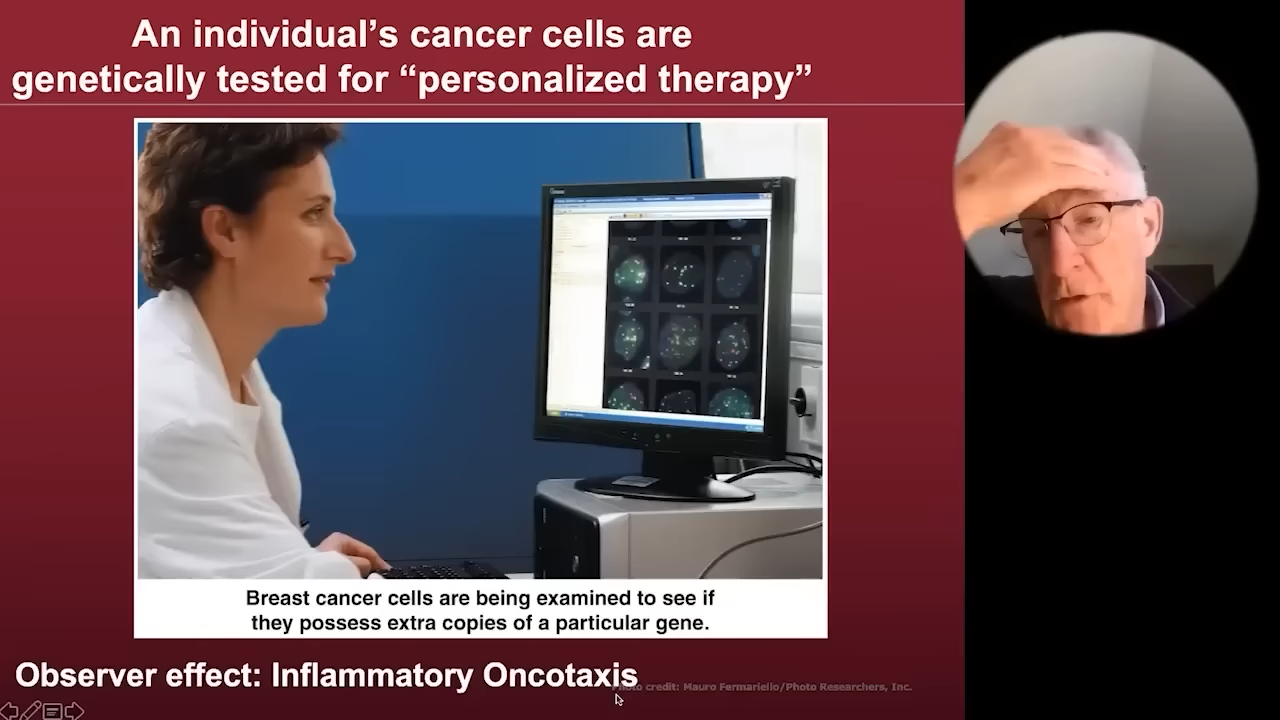 An individual’s cancer cells are
genetically tested for “personalized therapy”
Breast cancer cells are being examined to see if
they possess extra copies of a particular gene.
Observer effect: Inflammatory Oncotaxis
Photo credit: Mauro Fermariello/Photo Researchers, Inc.